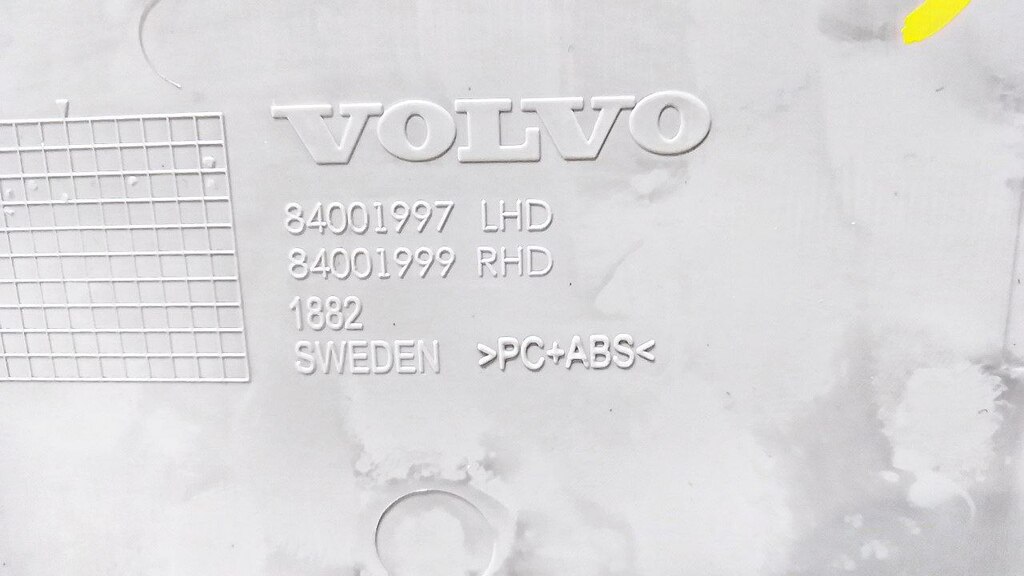 VOLVO
84001997 LHD
84001999 RHD
1882
SWEDEN >PC+ABS<